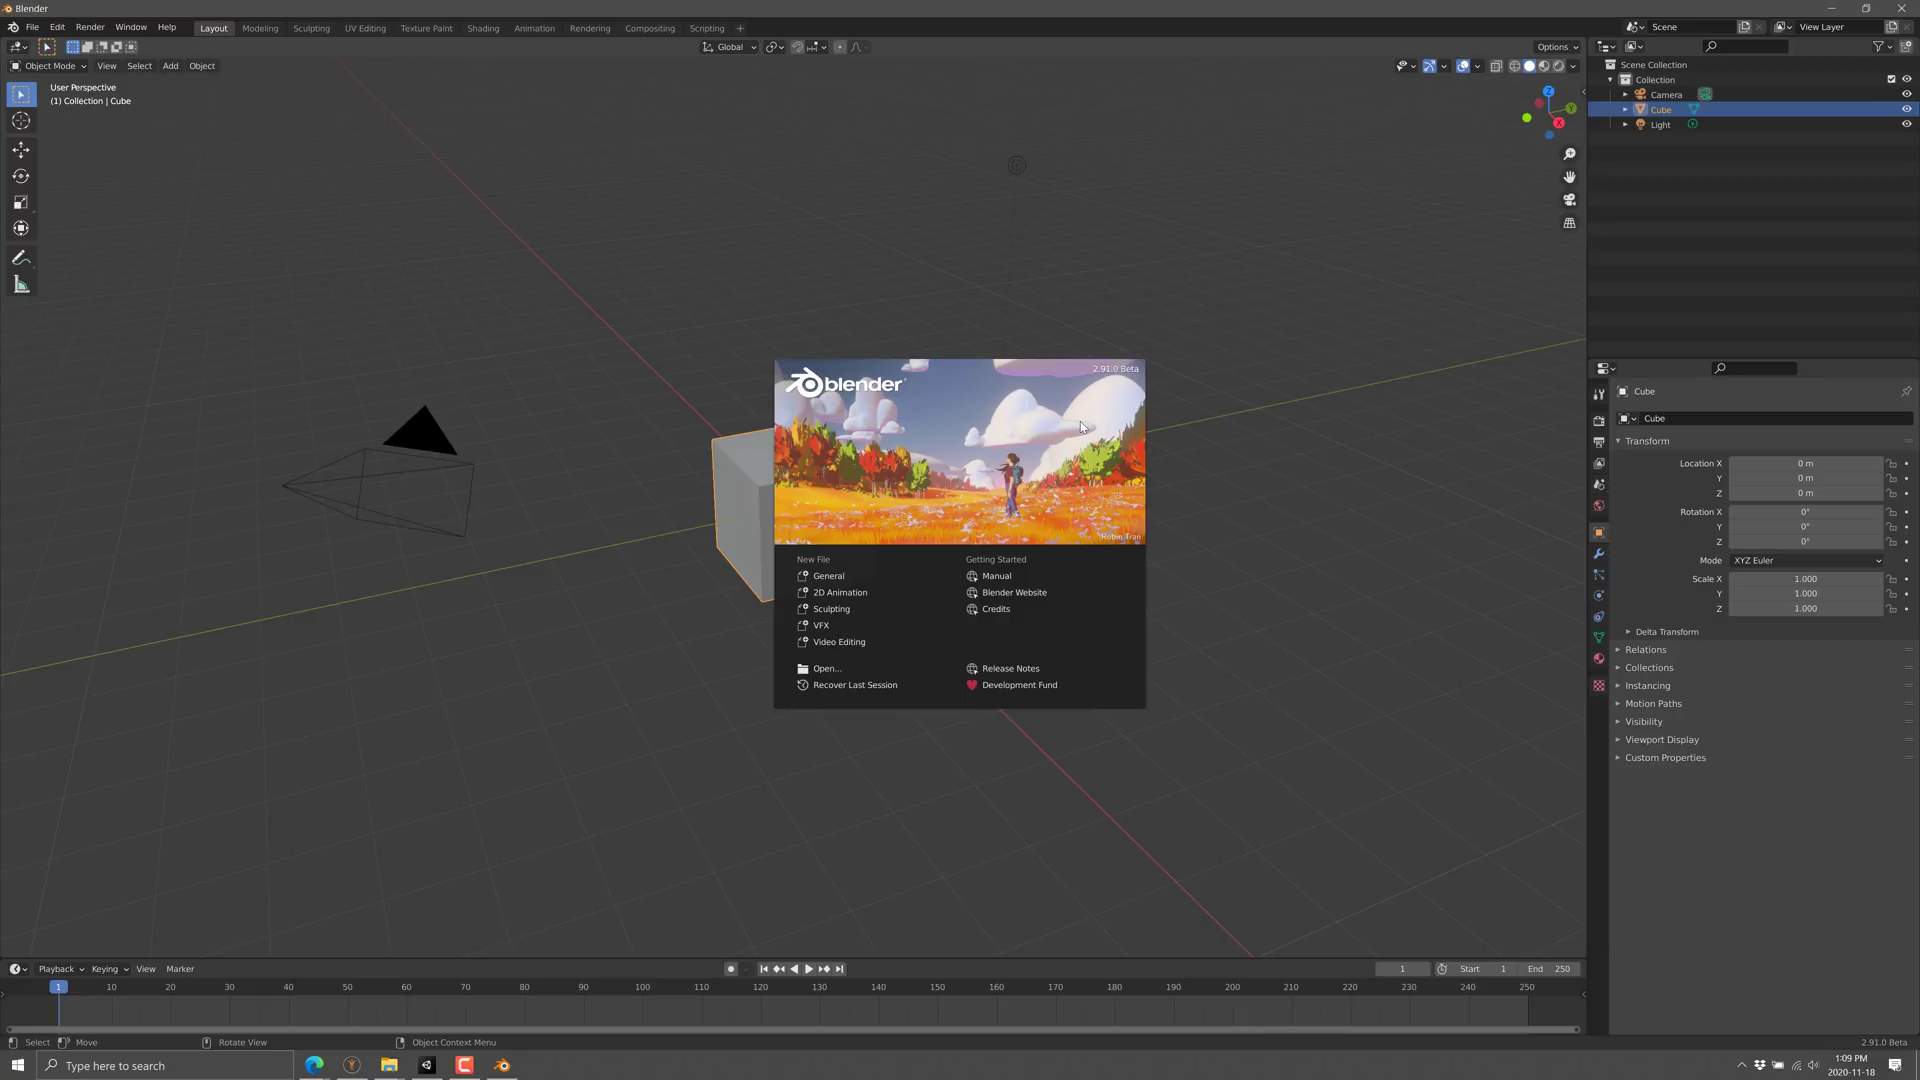 Blender
File Edit Render Window Help Layout Modeling Sculpting UV Editing Texture Paint Shading Animation Rendering Compositing Scripting + Scene View Layer
Global Options
Object Mode View Select Add Object
User Perspective
(1) Collection | Cube
Z
Y
X
Scene Collection
Collection
Camera
Cube
Light
blender
2.91.0 Beta
Robin Tran
New File
General
2D Animation
Sculpting
VFX
Video Editing
Open...
Recover Last Session
Getting Started
Manual
Blender Website
Credits
Release Notes
Development Fund
Cube
Cube
Transform
Location X 0 m
Y 0 m
Z 0 m
Rotation X 0°
Y 0°
Z 0°
Mode XYZ Euler
Scale X 1.000
Y 1.000
Z 1.000
Delta Transform
Relations
Collections
Instancing
Motion Paths
Visibility
Viewport Display
Custom Properties
Playback Keying View Marker 1 Start 1 End 250
1 10 20 30 40 50 60 70 80 90 100 110 120 130 140 150 160 170 180 190 200 210 220 230 240 250
Select Move Rotate View Object Context Menu 2.91.0 Beta
Type here to search
1:09 PM
2020-11-18